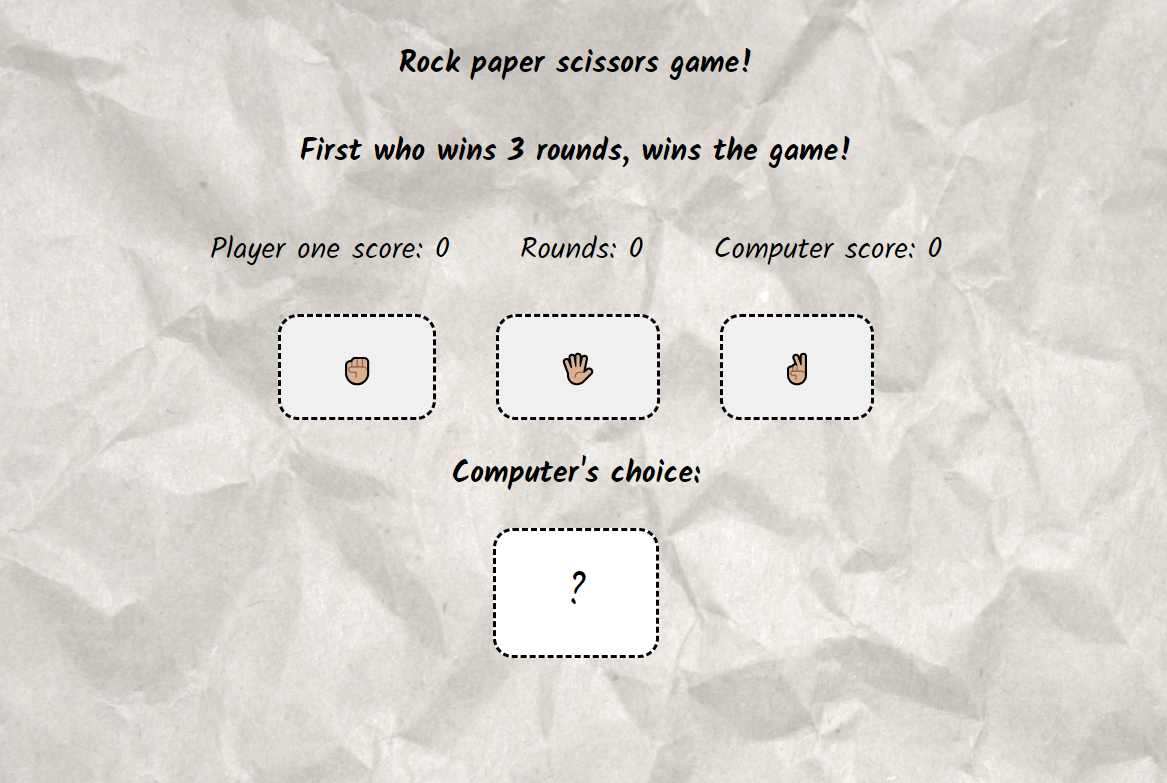 Rock paper scissors game!
First who wins 3 rounds, wins the game!
Player one score: 0 Rounds: 0 Computer score: 0
Computer's choice:
?